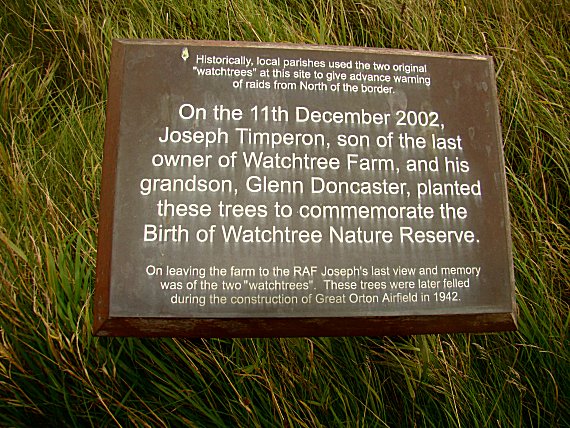 Historically, local parishes used the two original
"watchtrees" at this site to give advance warning
of raids from North of the border.
On the 11th December 2002,
Joseph Timperon, son of the last
owner of Watchtree Farm, and his
grandson, Glenn Doncaster, planted
these trees to commemorate the
Birth of Watchtree Nature Reserve.
On leaving the farm to the RAF Joseph's last view and memory
was of the two "watchtrees". These trees were later felled
during the construction of Great Orton Airfield in 1942.